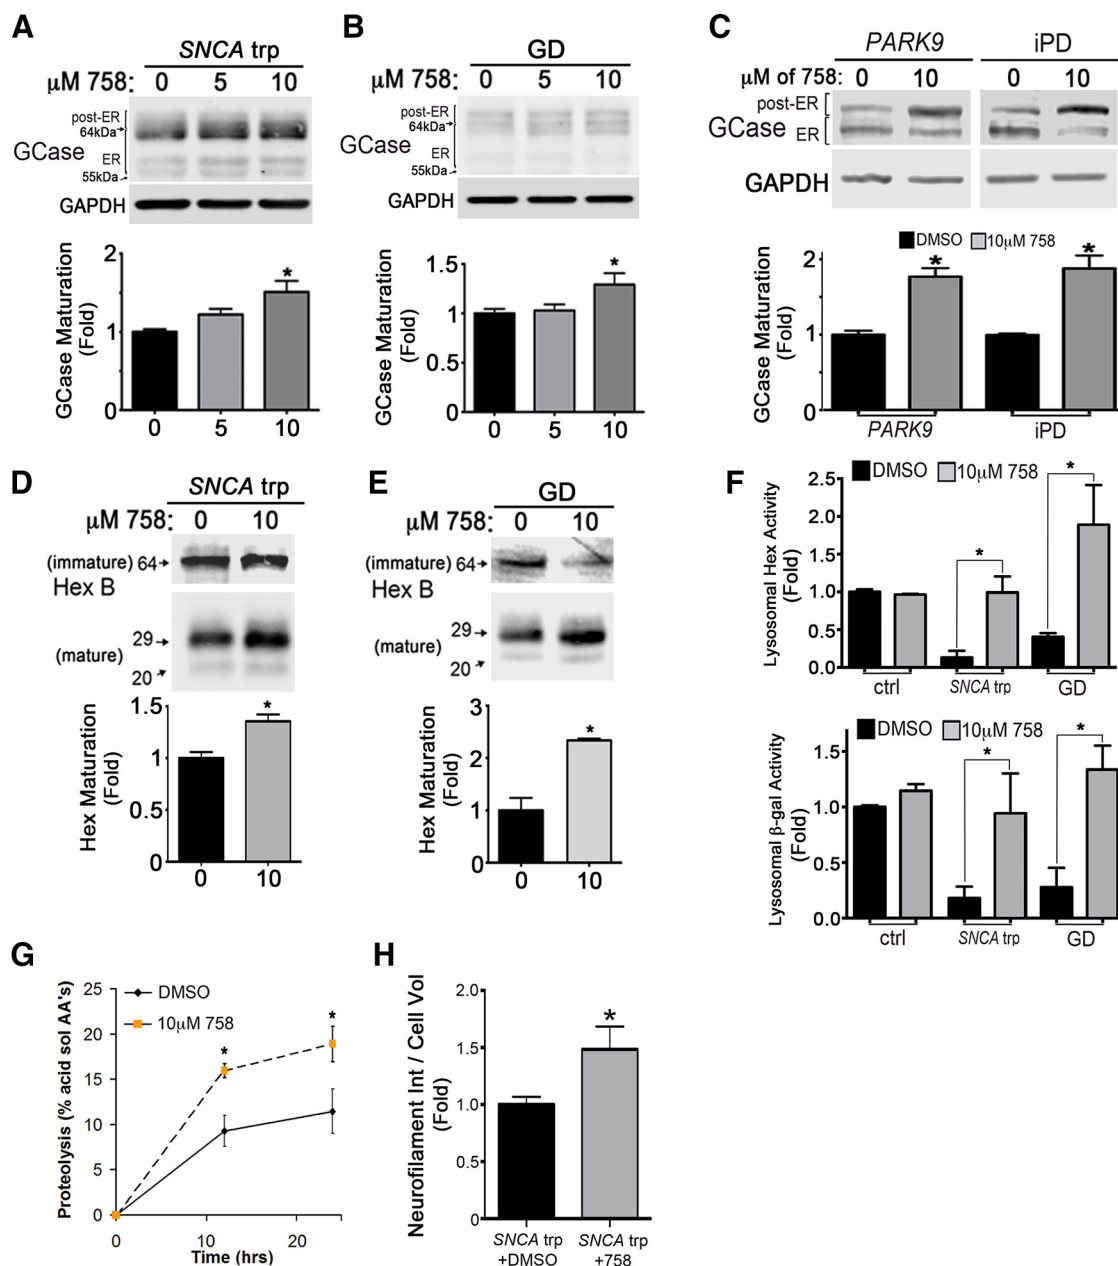 A
SNCA trp
μM 758: 0 5 10
post-ER
64kDa
GCase
ER
55kDa
GAPDH
GCase Maturation
(Fold)
2
1
0
*
0 5 10
B
GD
μM 758: 0 5 10
post-ER
64kDa
GCase
ER
55kDa
GAPDH
GCase Maturation
(Fold)
1.5
1
0.5
0
*
0 5 10
C
PARK9 iPD
μM of 758: 0 10 0 10
post-ER
GCase
ER
GAPDH
DMSO 10μM 758
GCase Maturation
(Fold)
2
1
0
* *
PARK9 iPD
D
SNCA trp
μM 758: 0 10
(immature) 64
Hex B
29
(mature)
20
Hex Maturation
(Fold)
1.5
1
0.5
0
*
0 10
E
GD
μM 758: 0 10
(immature) 64
Hex B
29
(mature)
20
Hex Maturation
(Fold)
3
2
1
0
*
0 10
F
DMSO 10μM 758
Lysosomal Hex Activity
(Fold)
2.5
2.0
1.5
1.0
0.5
0.0
* *
ctrl SNCA trp GD
DMSO 10μM 758
Lysosomal β-gal Activity
(Fold)
1.5
1.0
0.5
0.0
* *
ctrl SNCA trp GD
G
Proteolysis (% acid sol AA's)
25
20
15
10
5
0
DMSO
10μM 758
* *
0 10 20
Time (hrs)
H
Neurofilament Int / Cell Vol
(Fold)
2.0
1.5
1.0
0.5
0
*
SNCA trp
+DMSO
SNCA trp
+758